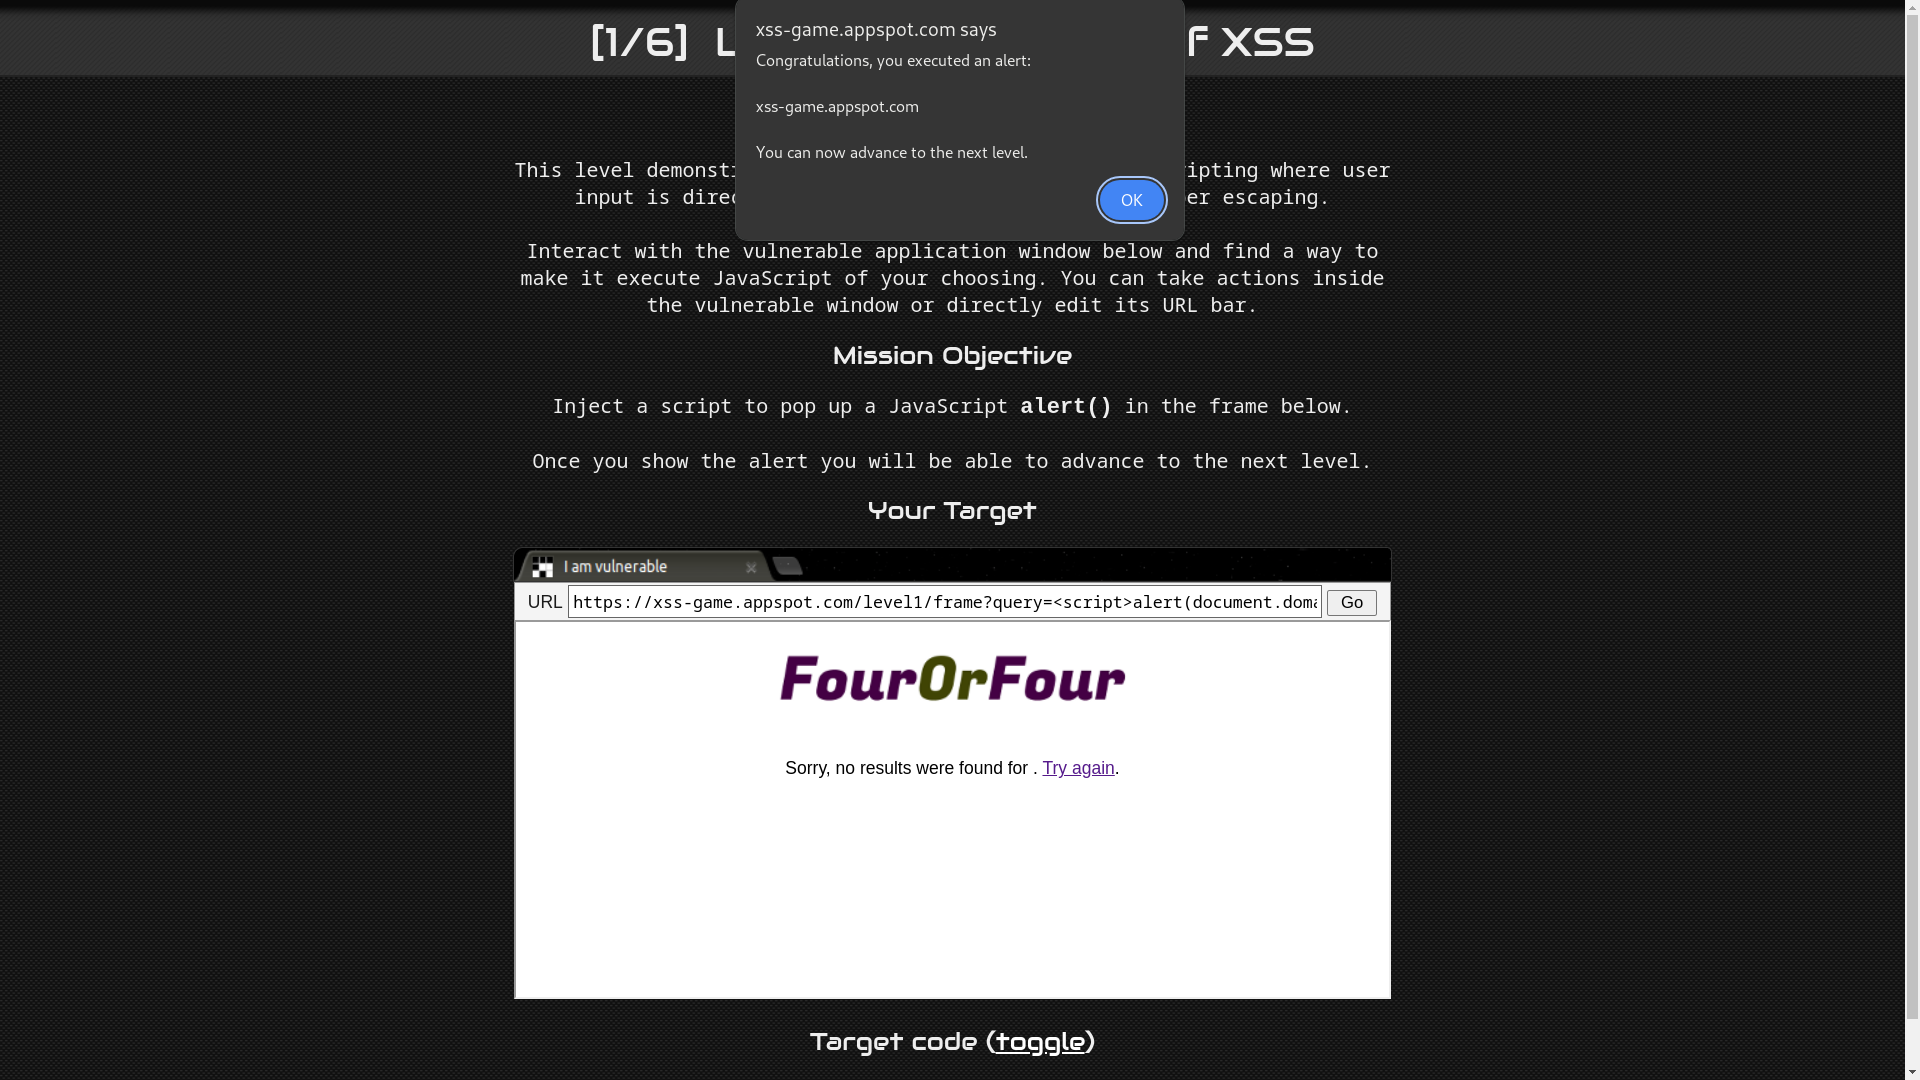 xss-game.appspot.com says
Congratulations, you executed an alert:
xss-game.appspot.com
You can now advance to the next level.
OK
[1/6] L f XSS
This level demonst ripting where user
input is direc er escaping.
Interact with the vulnerable application window below and find a way to
make it execute JavaScript of your choosing. You can take actions inside
the vulnerable window or directly edit its URL bar.
Mission Objective
Inject a script to pop up a JavaScript alert() in the frame below.
Once you show the alert you will be able to advance to the next level.
Your Target
I am vulnerable
URL https://xss-game.appspot.com/level1/frame?query=<script>alert(document.doma Go
FourOrFour
Sorry, no results were found for . Try again.
Target code (toggle)